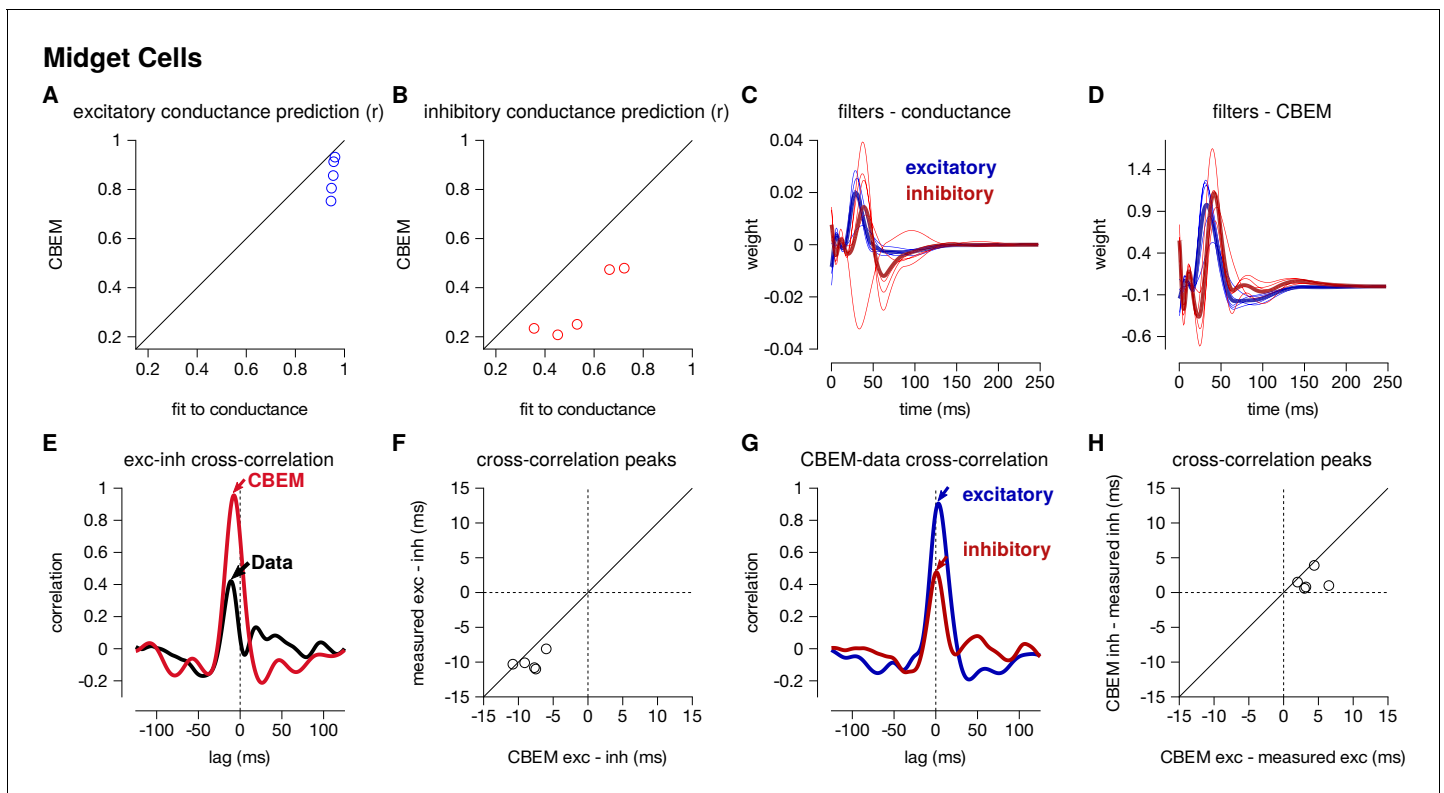 Midget Cells
A
excitatory conductance prediction (r)
CBEM
1
0.8
0.6
0.4
0.2
0.2 0.4 0.6 0.8 1
fit to conductance
B
inhibitory conductance prediction (r)
CBEM
1
0.8
0.6
0.4
0.2
0.2 0.4 0.6 0.8 1
fit to conductance
C
filters - conductance
excitatory
inhibitory
weight
0.04
0.02
0
-0.02
-0.04
0 50 100 150 200 250
time (ms)
D
filters - CBEM
weight
1.4
0.9
0.4
-0.1
-0.6
0 50 100 150 200 250
time (ms)
E
exc-inh cross-correlation
CBEM
Data
correlation
1
0.8
0.6
0.4
0.2
0
-0.2
-100 -50 0 50 100
lag (ms)
F
cross-correlation peaks
measured exc - inh (ms)
15
10
5
0
-5
-10
-15
-15 -10 -5 0 5 10 15
CBEM exc - inh (ms)
G
CBEM-data cross-correlation
excitatory
inhibitory
correlation
1
0.8
0.6
0.4
0.2
0
-0.2
-100 -50 0 50 100
lag (ms)
H
cross-correlation peaks
CBEM inh - measured inh (ms)
15
10
5
0
-5
-10
-15
-15 -10 -5 0 5 10 15
CBEM exc - measured exc (ms)